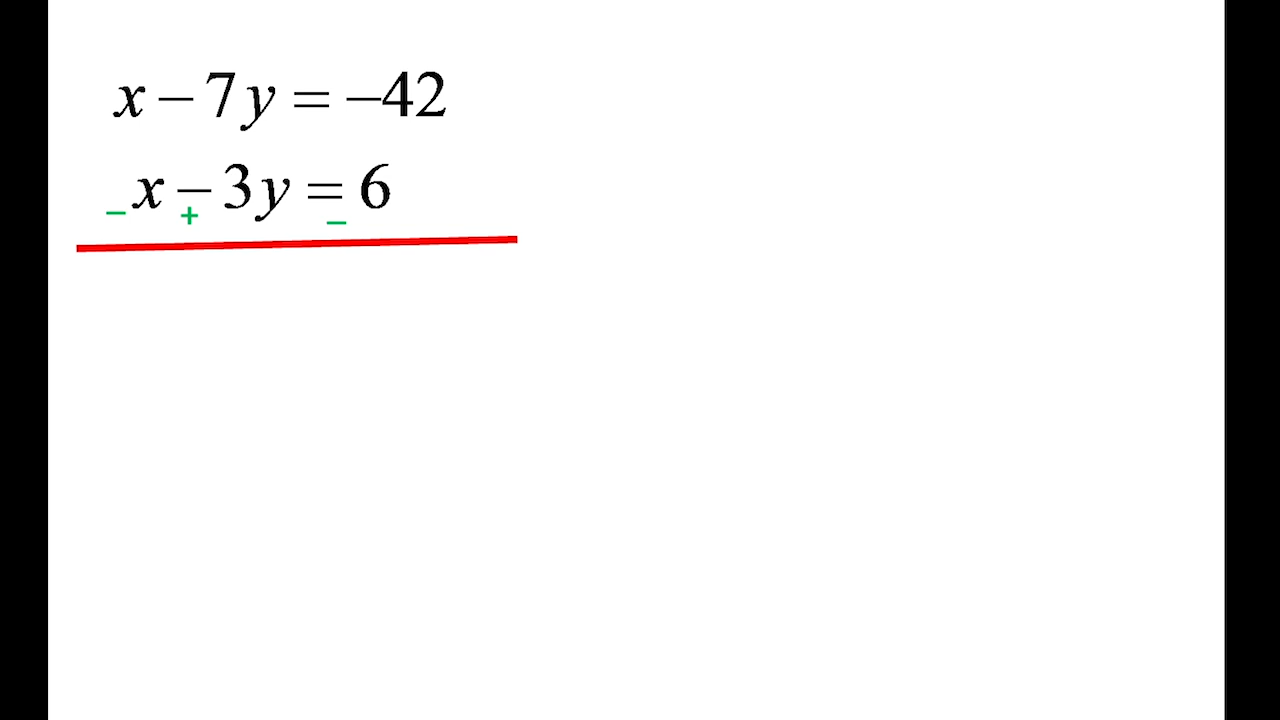 x − 7y = −42
x − 3y = 6
− + −